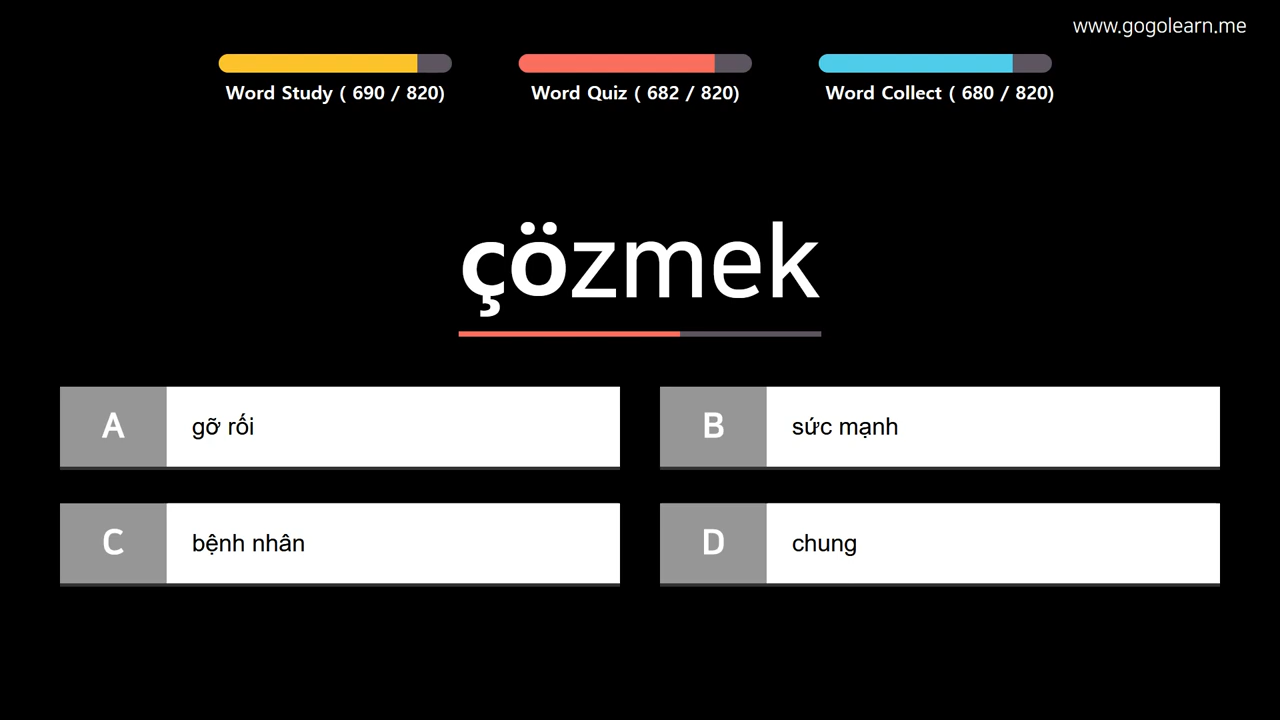 www.gogolearn.me
Word Study ( 690 / 820)
Word Quiz ( 682 / 820)
Word Collect ( 680 / 820)
çözmek
A gỡ rối
B sức mạnh
C bệnh nhân
D chung